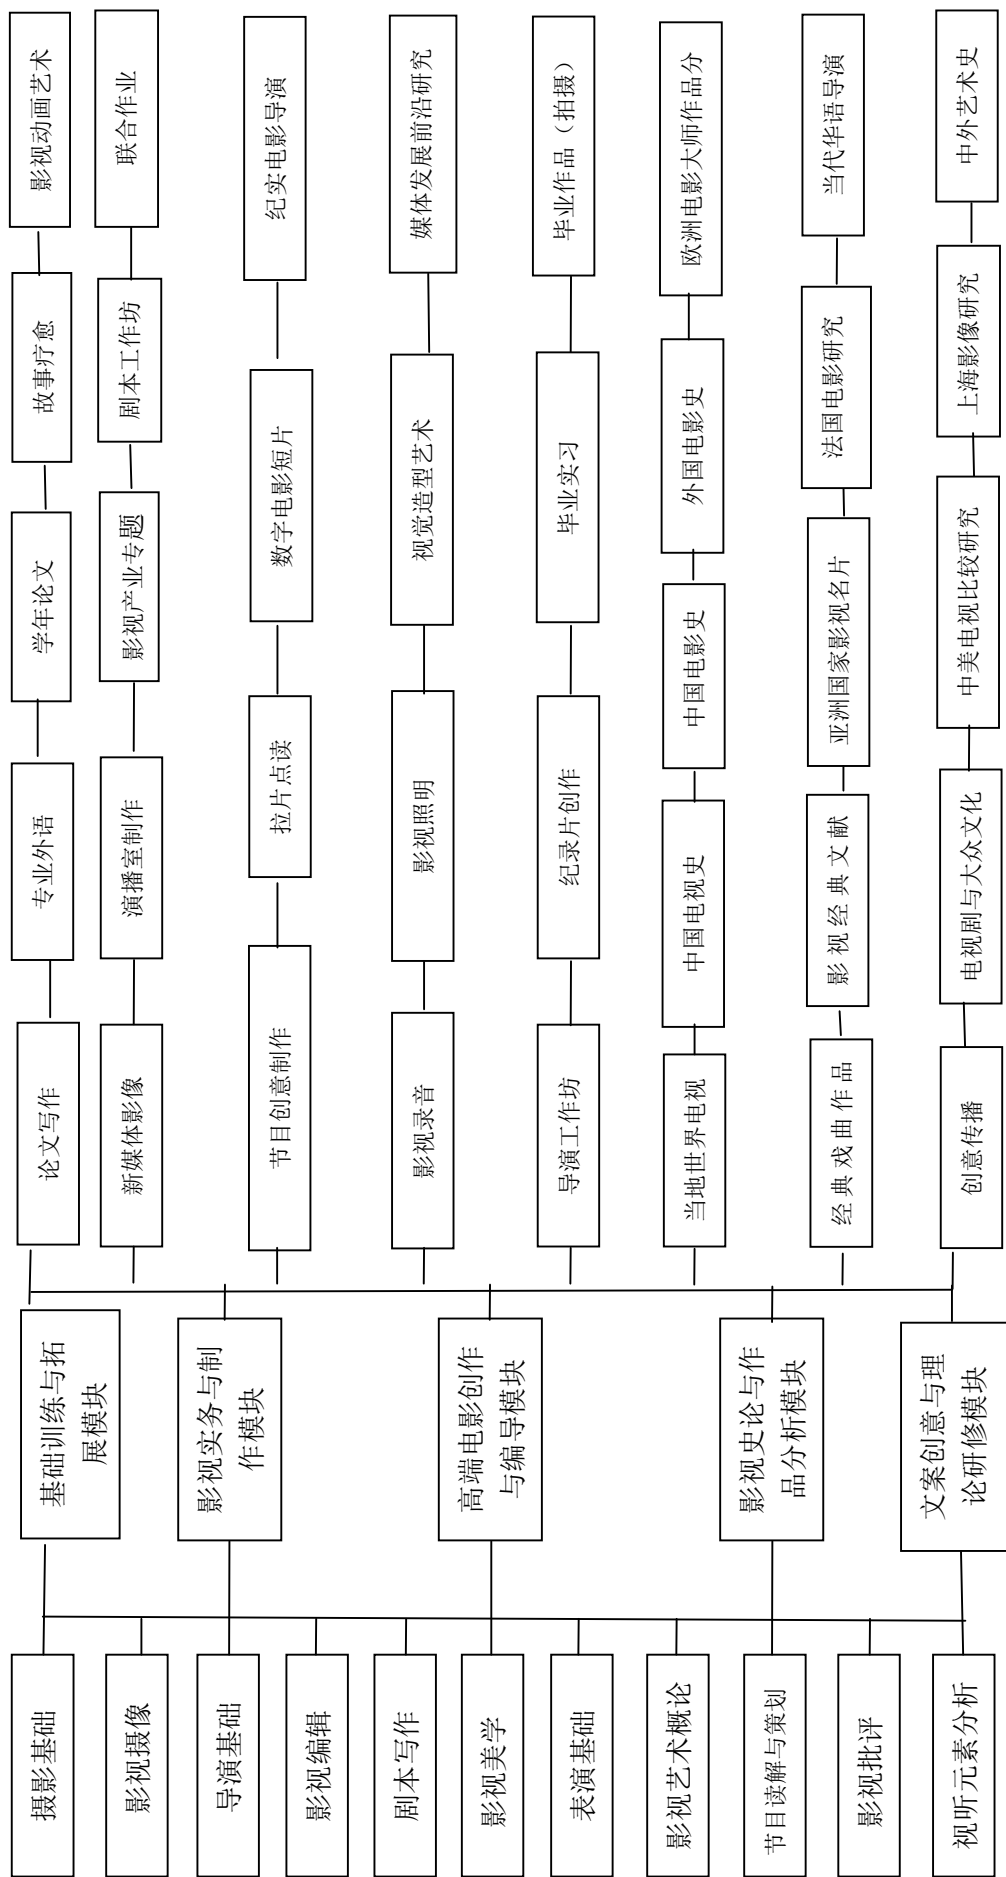 摄影基础
影视摄像
导演基础
影视编辑
剧本写作
影视美学
表演基础
影视艺术概论
节目读解与策划
影视批评
视听元素分析
基础训练与拓
展模块
影视实务与制
作模块
高端电影创作
与编导模块
影视史论与作
品分析模块
文案创意与理
论研修模块
论文写作
专业外语
学年论文
故事疗愈
影视动画艺术
新媒体影像
演播室制作
影视产业专题
剧本工作坊
联合作业
节目创意制作
拉片点读
数字电影短片
纪实电影导演
影视录音
影视照明
视觉造型艺术
媒体发展前沿研究
导演工作坊
纪录片创作
毕业实习
毕业作品（拍摄）
当地世界电视
中国电视史
中国电影史
外国电影史
欧洲电影大师作品分
经典戏曲作品
影视经典文献
亚洲国家影视名片
法国电影研究
当代华语导演
创意传播
电视剧与大众文化
中美电视比较研究
上海影像研究
中外艺术史